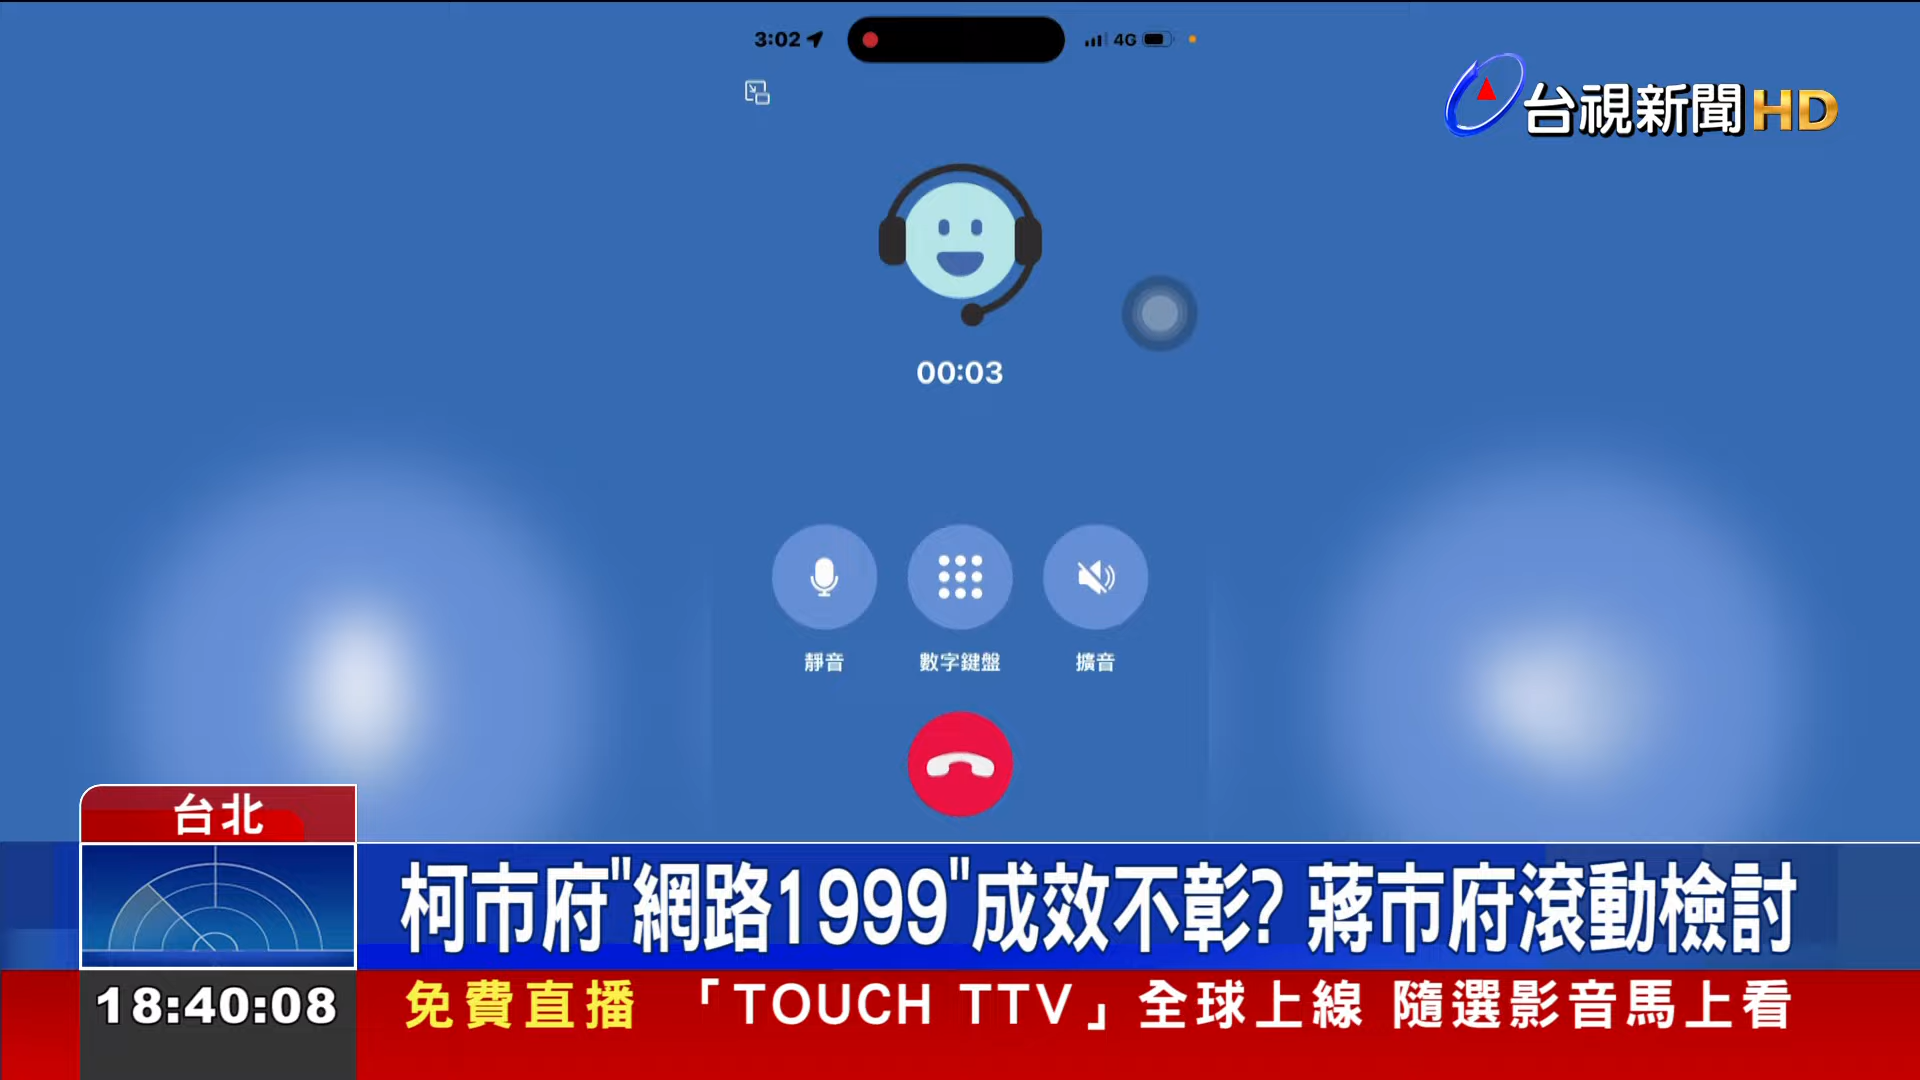 3:02
4G
台視新聞HD
00:03
靜音
數字鍵盤
擴音
台北
柯市府"網路1999"成效不彰? 蔣市府滾動檢討
18:40:08
免費直播 「TOUCH TTV」全球上線 隨選影音馬上看